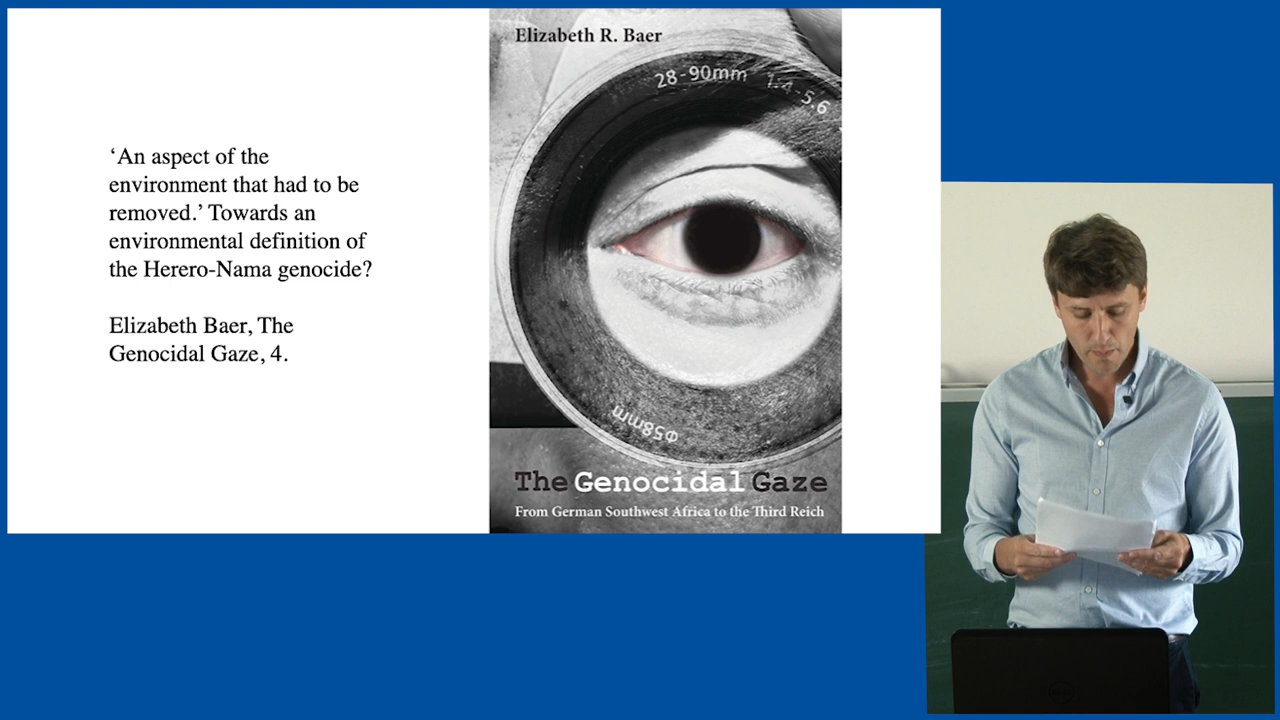 ‘An aspect of the
environment that had to be
removed.’ Towards an
environmental definition of
the Herero-Nama genocide?
Elizabeth Baer, The
Genocidal Gaze, 4.
Elizabeth R. Baer
28-90mm 1:4-5.6
Φ58mm
The Genocidal Gaze
From German Southwest Africa to the Third Reich